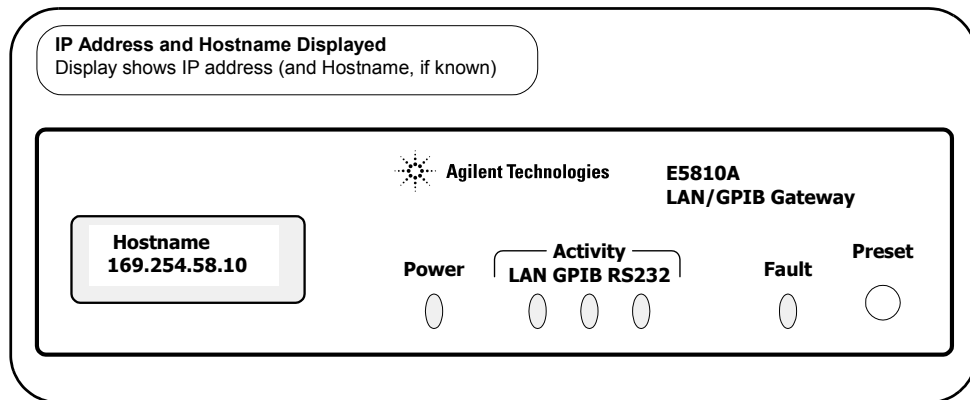 IP Address and Hostname Displayed
Display shows IP address (and Hostname, if known)
Agilent Technologies
E5810A
LAN/GPIB Gateway
Hostname
169.254.58.10
Power
Activity
LAN GPIB RS232
Fault
Preset